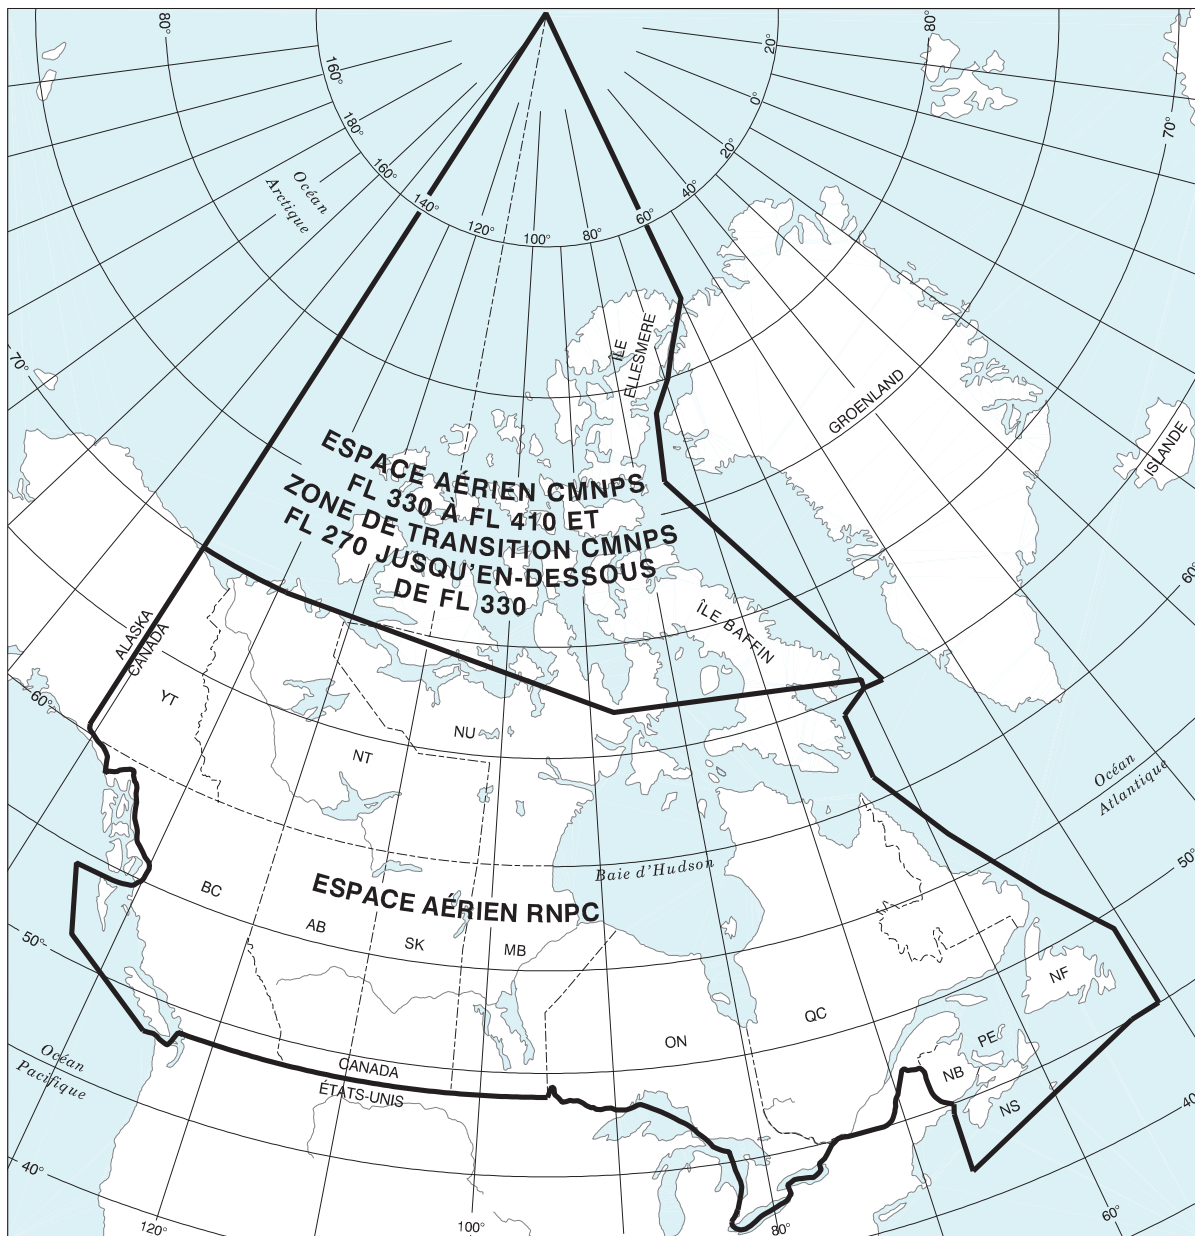 80°
80°
20°
160°
0°
70°
180°
20°
160°
40°
Océan
Arctique
140°
60°
120°
100°
80°
70°
ÎLE
ELLESMERE
GROENLAND
ISLANDE
ESPACE AÉRIEN CMNPS
FL 330 À FL 410 ET
ZONE DE TRANSITION CMNPS
FL 270 JUSQU'EN-DESSOUS
DE FL 330
60°
ÎLE BAFFIN
ALASKA
CANADA
YT
60°
NU
NT
Océan
Atlantique
50°
Baie d'Hudson
BC
ESPACE AÉRIEN RNPC
AB
SK
MB
50°
NF
QC
ON
PE
NB
NS
Océan
Pacifique
CANADA
ÉTATS-UNIS
40°
40°
120°
100°
80°
60°